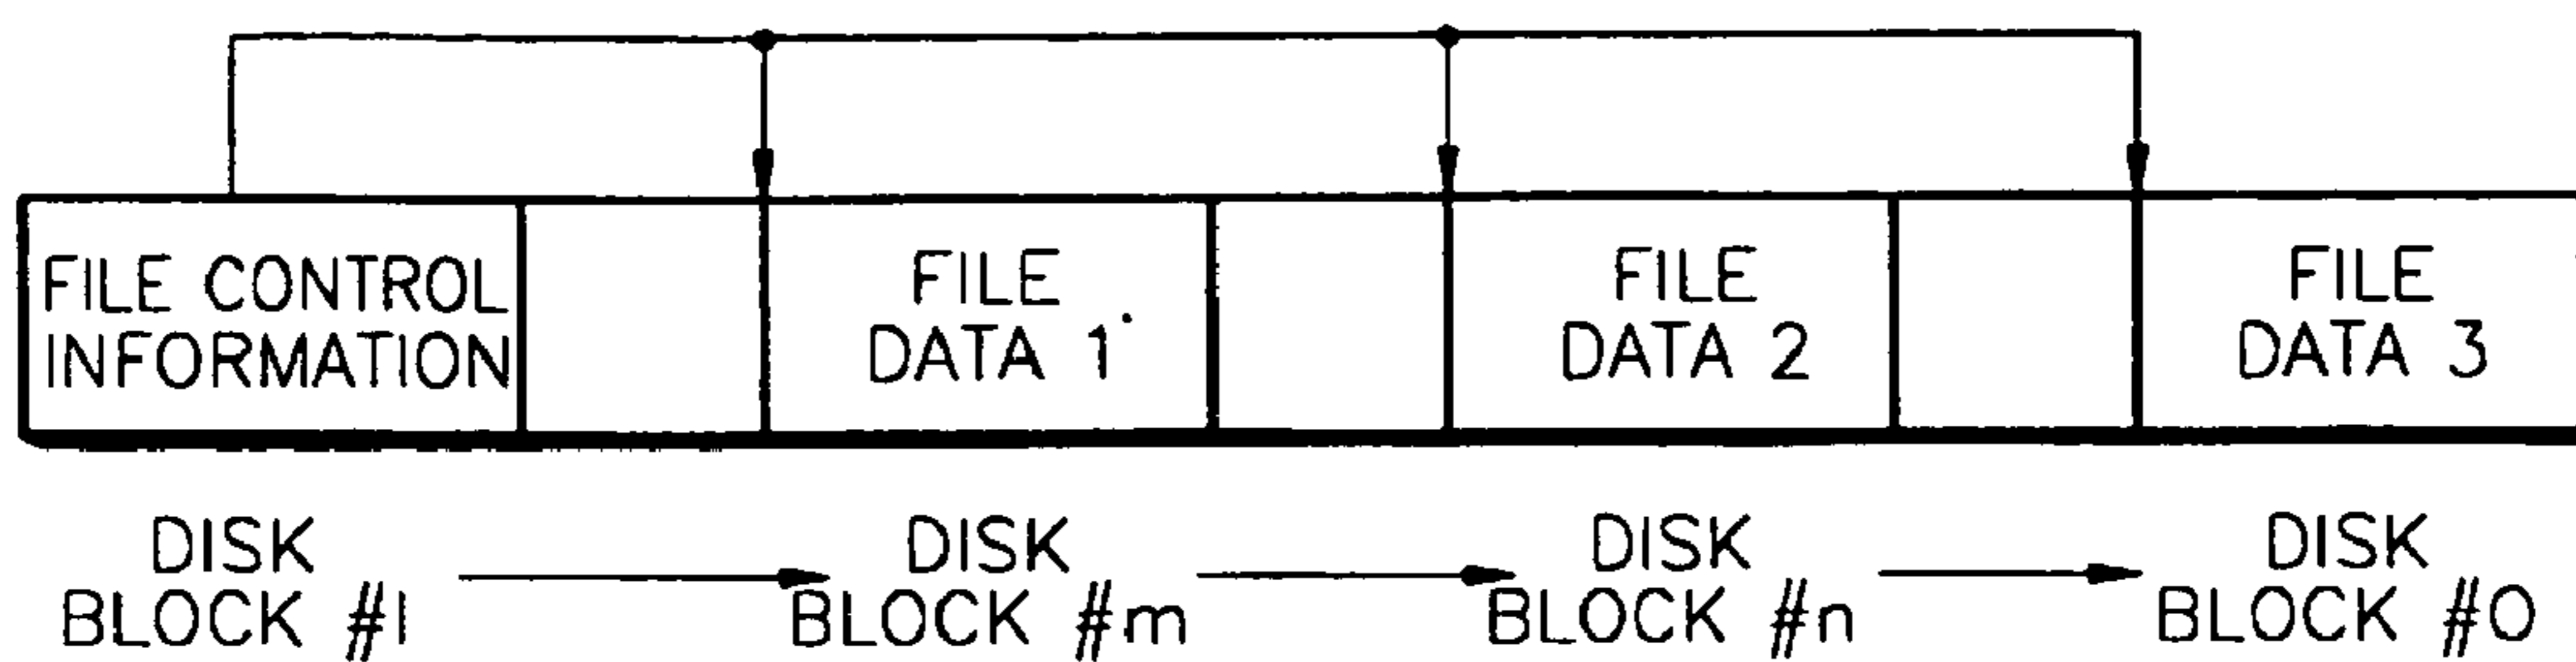 FILE CONTROL
INFORMATION
FILE
DATA 1
FILE
DATA 2
FILE
DATA 3
DISK
BLOCK #l
DISK
BLOCK #m
DISK
BLOCK #n
DISK
BLOCK #O